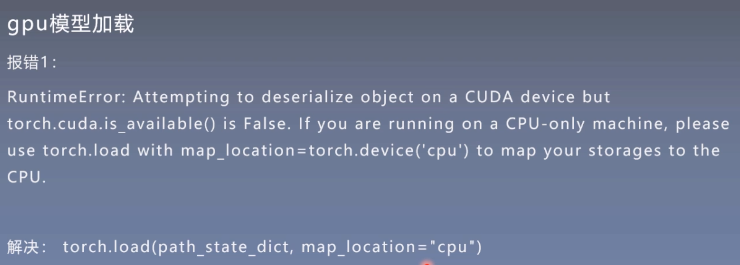 gpu模型加载
报错1：
RuntimeError: Attempting to deserialize object on a CUDA device but
torch.cuda.is_available() is False. If you are running on a CPU-only machine, please
use torch.load with map_location=torch.device('cpu') to map your storages to the
CPU.
解决： torch.load(path_state_dict, map_location="cpu")